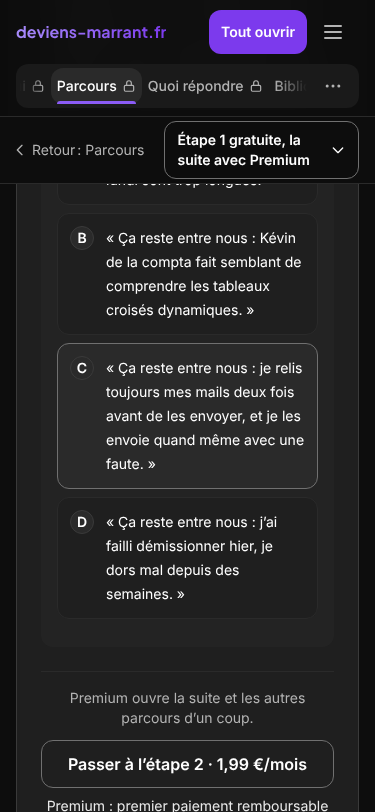 deviens-marrant.fr
Tout ouvrir
Parcours
Quoi répondre
Bibli
Retour : Parcours
Étape 1 gratuite, la
suite avec Premium
B
« Ça reste entre nous : Kévin
de la compta fait semblant de
comprendre les tableaux
croisés dynamiques. »
C
« Ça reste entre nous : je relis
toujours mes mails deux fois
avant de les envoyer, et je les
envoie quand même avec une
faute. »
D
« Ça reste entre nous : j’ai
failli démissionner hier, je
dors mal depuis des
semaines. »
Premium ouvre la suite et les autres
parcours d’un coup.
Passer à l’étape 2 · 1,99 €/mois
Premium : premier paiement remboursable